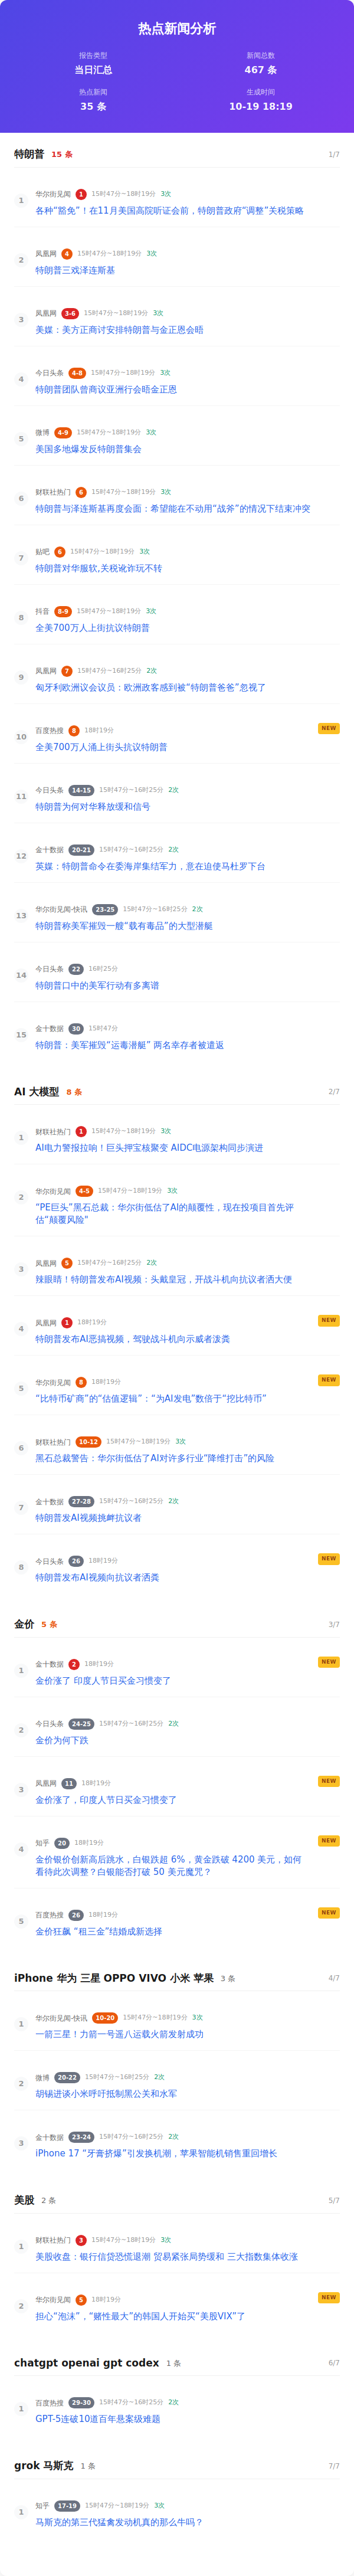 热点新闻分析
报告类型
新闻总数
当日汇总
467 条
热点新闻
生成时间
35 条
10-19 18:19
特朗普 15 条 1/7
1 华尔街见闻 1 15时47分~18时19分 3次
各种“豁免”！在11月美国高院听证会前，特朗普政府“调整”关税策略
2 凤凰网 4 15时47分~18时19分 3次
特朗普三戏泽连斯基
3 凤凰网 3-6 15时47分~18时19分 3次
美媒：美方正商讨安排特朗普与金正恩会晤
4 今日头条 4-8 15时47分~18时19分 3次
特朗普团队曾商议亚洲行会晤金正恩
5 微博 4-9 15时47分~18时19分 3次
美国多地爆发反特朗普集会
6 财联社热门 6 15时47分~18时19分 3次
特朗普与泽连斯基再度会面：希望能在不动用“战斧”的情况下结束冲突
7 贴吧 6 15时47分~18时19分 3次
特朗普对华服软,关税讹诈玩不转
8 抖音 8-9 15时47分~18时19分 3次
全美700万人上街抗议特朗普
9 凤凰网 7 15时47分~16时25分 2次
匈牙利欧洲议会议员：欧洲政客感到被“特朗普爸爸”忽视了
10 百度热搜 8 18时19分 NEW
全美700万人涌上街头抗议特朗普
11 今日头条 14-15 15时47分~16时25分 2次
特朗普为何对华释放缓和信号
12 金十数据 20-21 15时47分~16时25分 2次
英媒：特朗普命令在委海岸集结军力，意在迫使马杜罗下台
13 华尔街见闻-快讯 23-25 15时47分~16时25分 2次
特朗普称美军摧毁一艘“载有毒品”的大型潜艇
14 今日头条 22 16时25分
特朗普口中的美军行动有多离谱
15 金十数据 30 15时47分
特朗普：美军摧毁“运毒潜艇” 两名幸存者被遣返
AI 大模型 8 条 2/7
1 财联社热门 1 15时47分~18时19分 3次
AI电力警报拉响！巨头押宝核聚变 AIDC电源架构同步演进
2 华尔街见闻 4-5 15时47分~18时19分 3次
“PE巨头”黑石总裁：华尔街低估了AI的颠覆性，现在投项目首先评
估“颠覆风险”
3 凤凰网 5 15时47分~16时25分 2次
辣眼睛！特朗普发布AI视频：头戴皇冠，开战斗机向抗议者洒大便
4 凤凰网 1 18时19分 NEW
特朗普发布AI恶搞视频，驾驶战斗机向示威者泼粪
5 华尔街见闻 8 18时19分 NEW
“比特币矿商”的“估值逻辑”：“为AI发电”数倍于“挖比特币”
6 财联社热门 10-12 15时47分~18时19分 3次
黑石总裁警告：华尔街低估了AI对许多行业“降维打击”的风险
7 金十数据 27-28 15时47分~16时25分 2次
特朗普发AI视频挑衅抗议者
8 今日头条 26 18时19分 NEW
特朗普发布AI视频向抗议者洒粪
金价 5 条 3/7
1 金十数据 2 18时19分 NEW
金价涨了 印度人节日买金习惯变了
2 今日头条 24-25 15时47分~16时25分 2次
金价为何下跌
3 凤凰网 11 18时19分 NEW
金价涨了，印度人节日买金习惯变了
4 知乎 20 18时19分 NEW
金价银价创新高后跳水，白银跌超 6%，黄金跌破 4200 美元，如何
看待此次调整？白银能否打破 50 美元魔咒？
5 百度热搜 26 18时19分 NEW
金价狂飙 “租三金”结婚成新选择
iPhone 华为 三星 OPPO VIVO 小米 苹果 3 条 4/7
1 华尔街见闻-快讯 10-20 15时47分~18时19分 3次
一箭三星！力箭一号遥八运载火箭发射成功
2 微博 20-22 15时47分~16时25分 2次
胡锡进谈小米呼吁抵制黑公关和水军
3 金十数据 23-24 15时47分~16时25分 2次
iPhone 17 “牙膏挤爆”引发换机潮，苹果智能机销售重回增长
美股 2 条 5/7
1 财联社热门 3 15时47分~18时19分 3次
美股收盘：银行信贷恐慌退潮 贸易紧张局势缓和 三大指数集体收涨
2 华尔街见闻 5 18时19分 NEW
担心“泡沫”，“赌性最大”的韩国人开始买“美股VIX”了
chatgpt openai gpt codex 1 条 6/7
1 百度热搜 29-30 15时47分~16时25分 2次
GPT-5连破10道百年悬案级难题
grok 马斯克 1 条 7/7
1 知乎 17-19 15时47分~18时19分 3次
马斯克的第三代猛禽发动机真的那么牛吗？